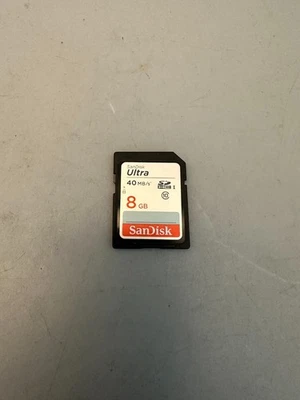 SanDisk
Ultra
40 MB/s
8 GB
SanDisk